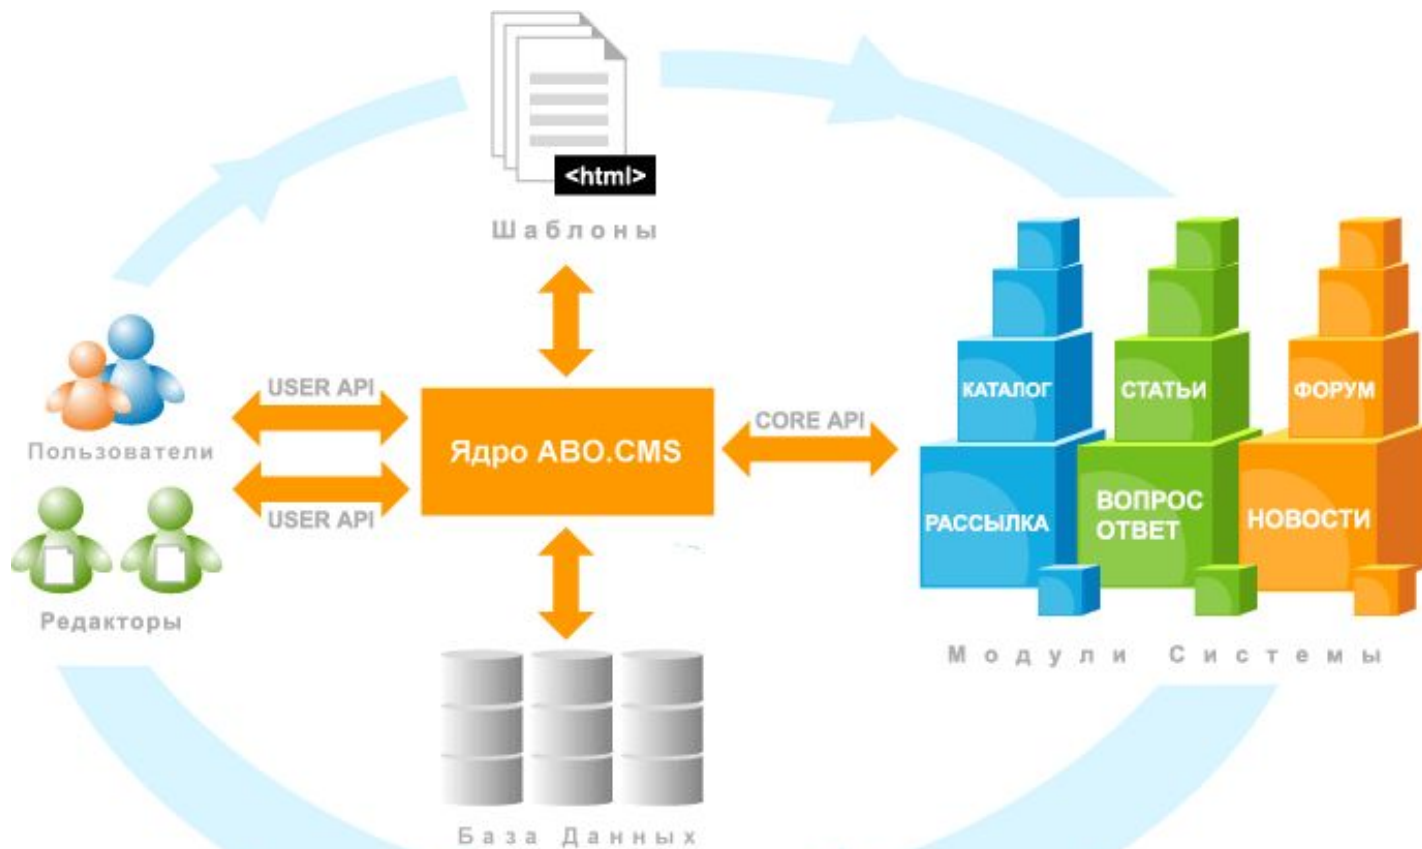 <html>
Шаблоны
USER API
Пользователи
Ядро ABO.CMS
CORE API
USER API
Редакторы
КАТАЛОГ
СТАТЬИ
ФОРУМ
РАССЫЛКА
ВОПРОС
ОТВЕТ
НОВОСТИ
Модули Системы
База Данных